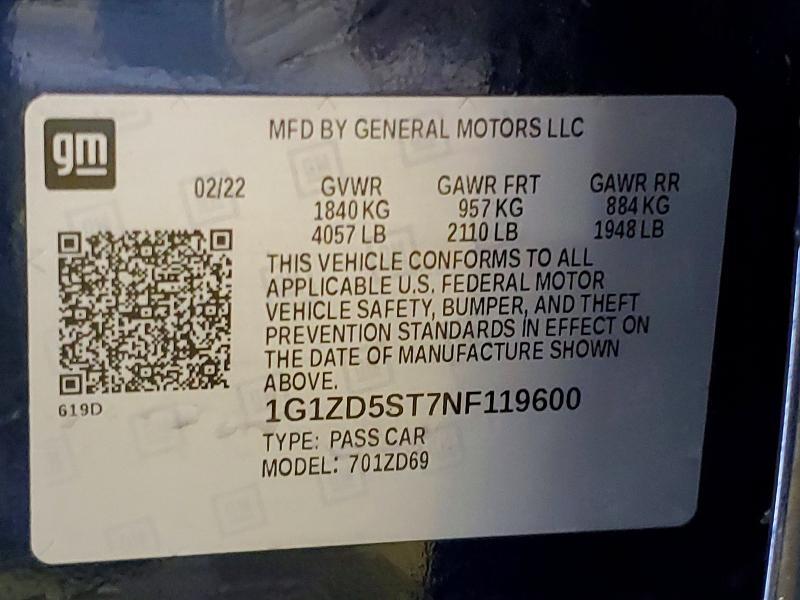 gm
MFD BY GENERAL MOTORS LLC
02/22 GVWR GAWR FRT GAWR RR
1840 KG 957 KG 884 KG
4057 LB 2110 LB 1948 LB
THIS VEHICLE CONFORMS TO ALL
APPLICABLE U.S. FEDERAL MOTOR
VEHICLE SAFETY, BUMPER, AND THEFT
PREVENTION STANDARDS IN EFFECT ON
THE DATE OF MANUFACTURE SHOWN
ABOVE.
619D
1G1ZD5ST7NF119600
TYPE: PASS CAR
MODEL: 701ZD69